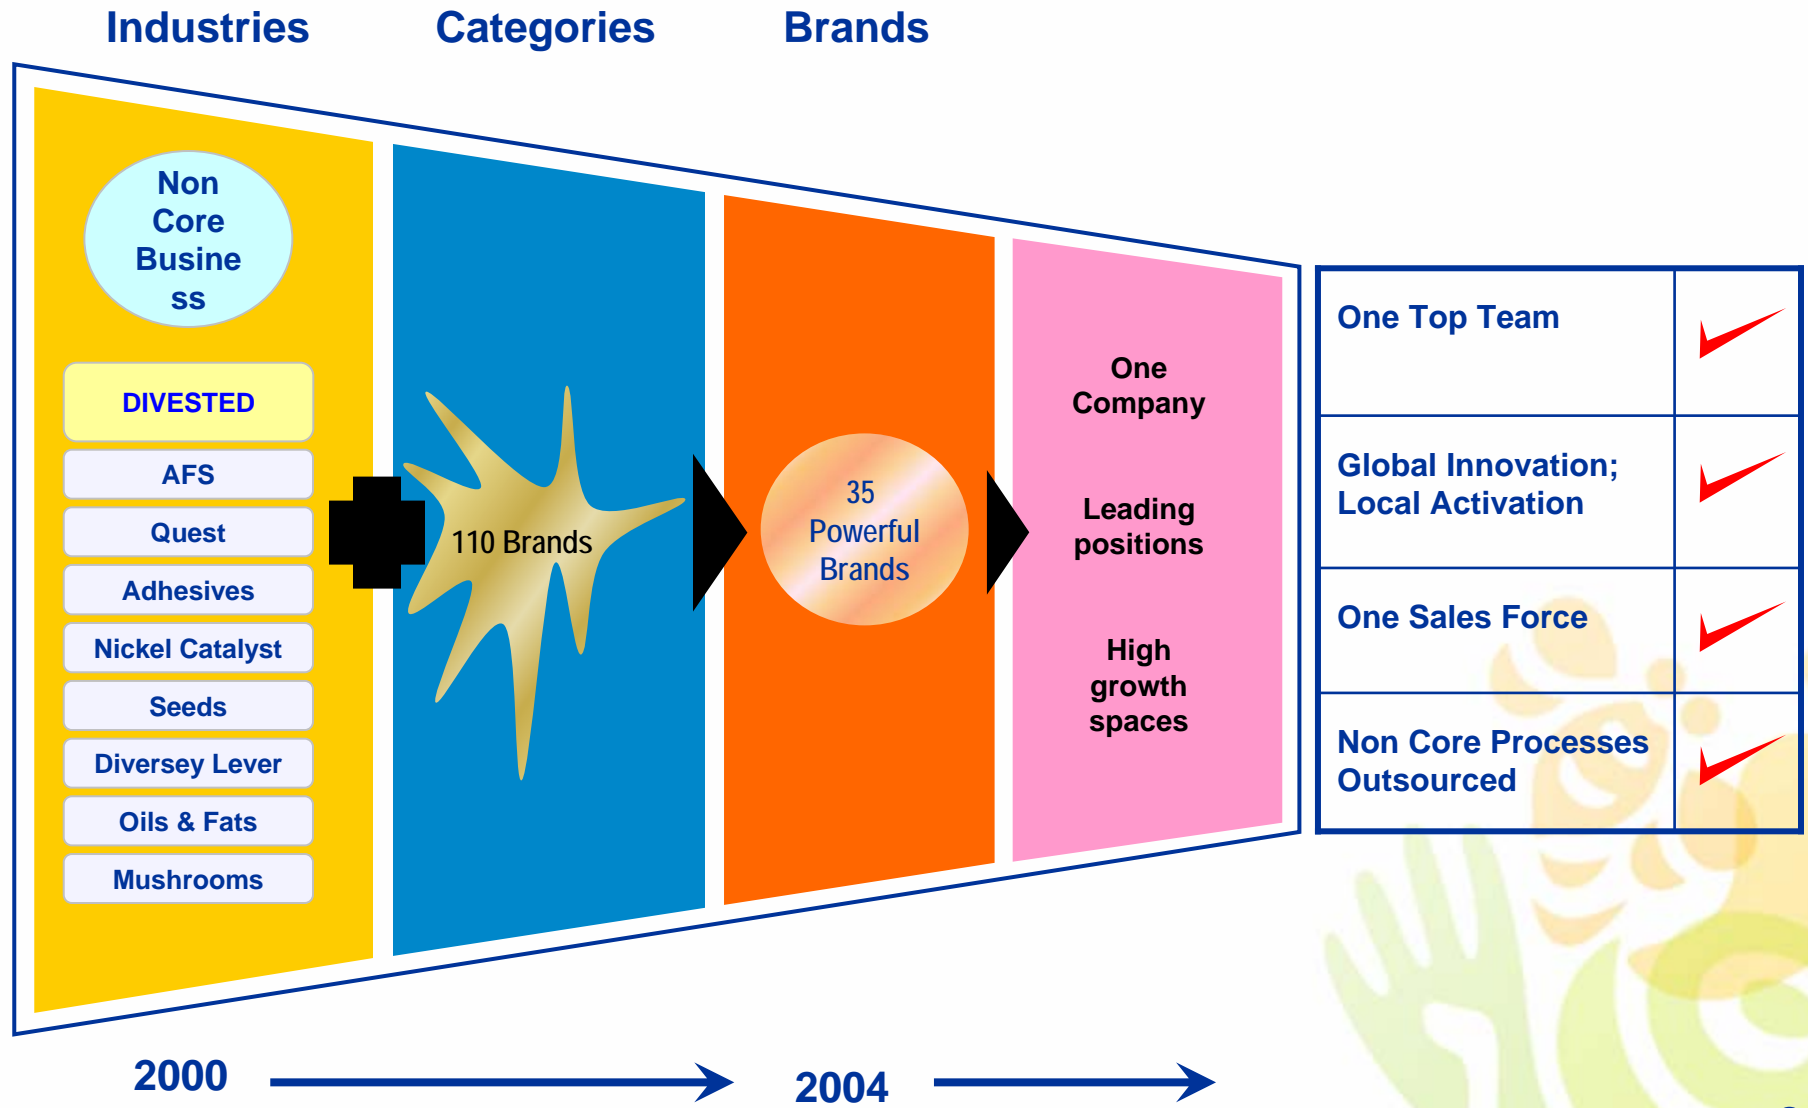 Industries
Categories
Brands
Non
Core
Busine
ss
DIVESTED
AFS
Quest
Adhesives
Nickel Catalyst
Seeds
Diversey Lever
Oils & Fats
Mushrooms
110 Brands
35
Powerful
Brands
One
Company
Leading
positions
High
growth
spaces
One Top Team
Global Innovation;
Local Activation
One Sales Force
Non Core Processes
Outsourced
2000
2004